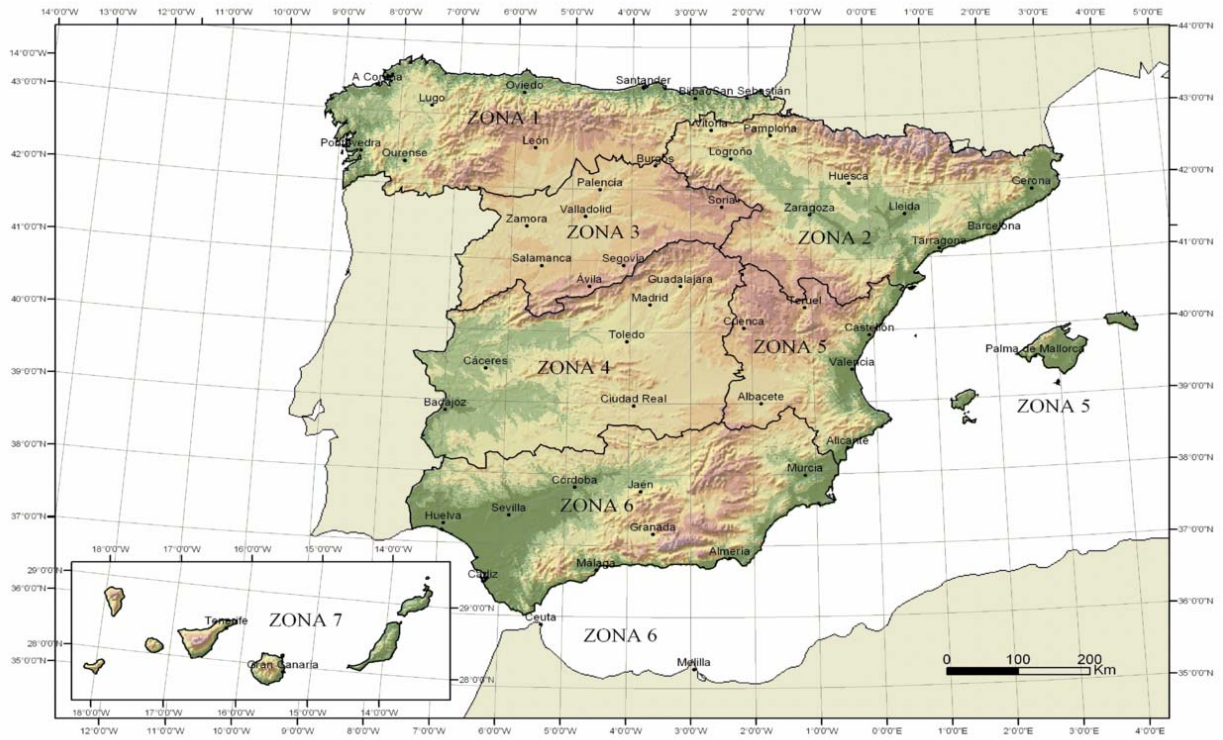 14°0'0"W 13°0'0"W 12°0'0"W 11°0'0"W 10°0'0"W 9°0'0"W 8°0'0"W 7°0'0"W 6°0'0"W 5°0'0"W 4°0'0"W 3°0'0"W 2°0'0"W 1°0'0"W 0°0'0"E 1°0'0"E 2°0'0"E 3°0'0"E 4°0'0"E 5°0'0"E
44°0'0"N
14°0'0"W
43°0'0"N
A Coruña
Oviedo
Santander
Bilbao
San Sebastián
43°0'0"N
Lugo
ZONA 1
Vitoria
Pamplona
Pontevedra
Ourense
León
Logroño
42°0'0"N
Burgos
42°0'0"N
Palencia
Huesca
Gerona
Valladolid
Soria
Zaragoza
Lleida
Zamora
ZONA 3
ZONA 2
Barcelona
41°0'0"N
Tarragona
41°0'0"N
Salamanca
Segovia
Ávila
Guadalajara
40°0'0"N
Madrid
Teruel
40°0'0"N
Toledo
Cuenca
Castellón
ZONA 5
Palma de Mallorca
Cáceres
ZONA 4
Valencia
39°0'0"N
39°0'0"N
Badajoz
Ciudad Real
Albacete
ZONA 5
38°0'0"N
Alicante
38°0'0"N
Córdoba
Jaén
Murcia
Huelva
Sevilla
ZONA 6
37°0'0"N
Granada
37°0'0"N
Almería
Málaga
Cádiz
18°0'0"W 17°0'0"W 16°0'0"W 15°0'0"W 14°0'0"W
29°0'0"N
36°0'0"N
29°0'0"N
36°0'0"N
Tenerife
ZONA 7
Ceuta
ZONA 6
28°0'0"N
35°0'0"N
Gran Canaria
Melilla
28°0'0"N
0 100 200
Km
35°0'0"N
18°0'0"W 17°0'0"W 16°0'0"W 15°0'0"W 14°0'0"W
12°0'0"W 11°0'0"W 10°0'0"W 9°0'0"W 8°0'0"W 7°0'0"W 6°0'0"W 5°0'0"W 4°0'0"W 3°0'0"W 2°0'0"W 1°0'0"W 0°0'0"E 1°0'0"E 2°0'0"E 3°0'0"E 4°0'0"E